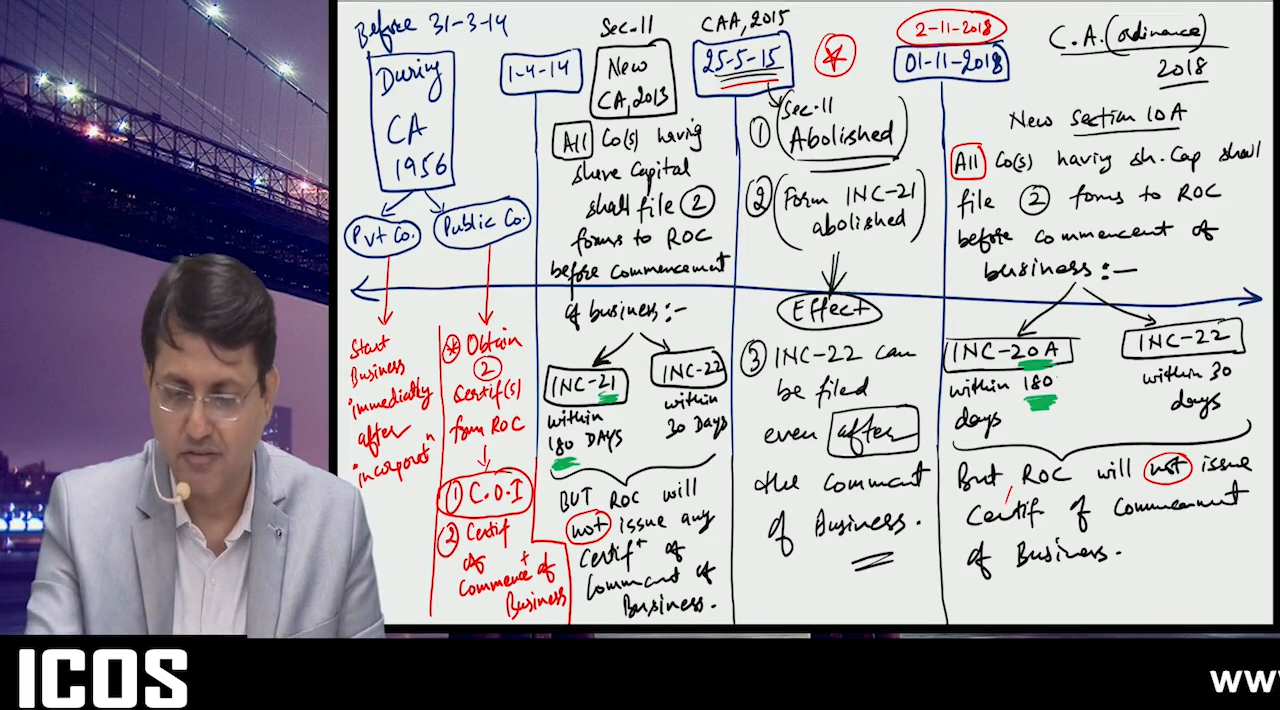 Before 31-3-14
During
CA
1956
Pvt Co.
Public Co.
Start
Business
"immediately
after
"incorporatn"
* Obtain
2
Certif(s)
from ROC
① C.O.I
② Certif
of
Commence+ of
Business
1-4-14
Sec.11
New
CA, 2013
All Co(s) having
share Capital
shall file ②
forms to ROC
before commencement
of business :-
INC-21
within
180 DAYS
INC-22
within
30 DAYS
BUT ROC will
not issue any
Certif+ of
Commant of
Business.
CAA, 2015
25-5-15
① Sec.11
Abolished
② Form INC-21
abolished
Effect
③ INC-22 can
be filed
even after
the Commant
of Business.
2-11-2018
01-11-2018
C.A. (ordinance)
2018
New Section 10A
All Co(s) having sh. Cap shall
file ② forms to ROC
before commencent of
business :-
INC-20A
within 180
days
INC-22
within 30
days
But, ROC will not issue
Certif of Commencement
of Business.
ICOS
www